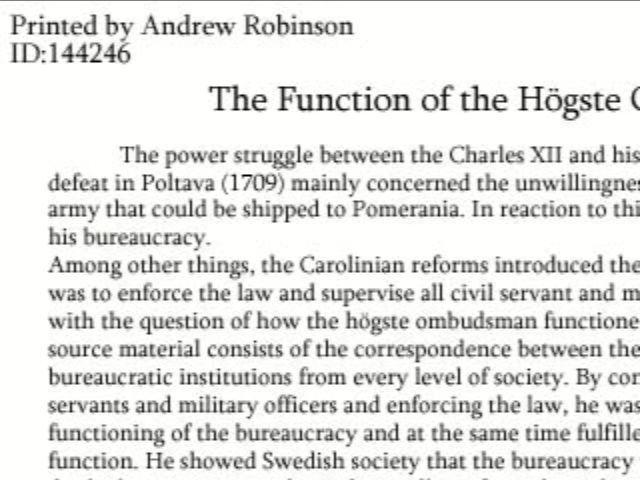 Printed by Andrew Robinson
ID:144246
The Function of the Högste
The power struggle between the Charles XII and his
defeat in Poltava (1709) mainly concerned the
army that could be shipped to Pomerania. In reaction to
his bureaucracy.
Among other things, the Carolinian reforms introduced the
was to enforce the law and supervise all civil servant and
with the question of how the högste ombudsman
source material consists of the correspondence between the
bureaucratic institutions from every level of society. By
servants and military officers and enforcing the law, he was
functioning of the bureaucracy and at the same time
function. He showed Swedish society that the bureaucracy